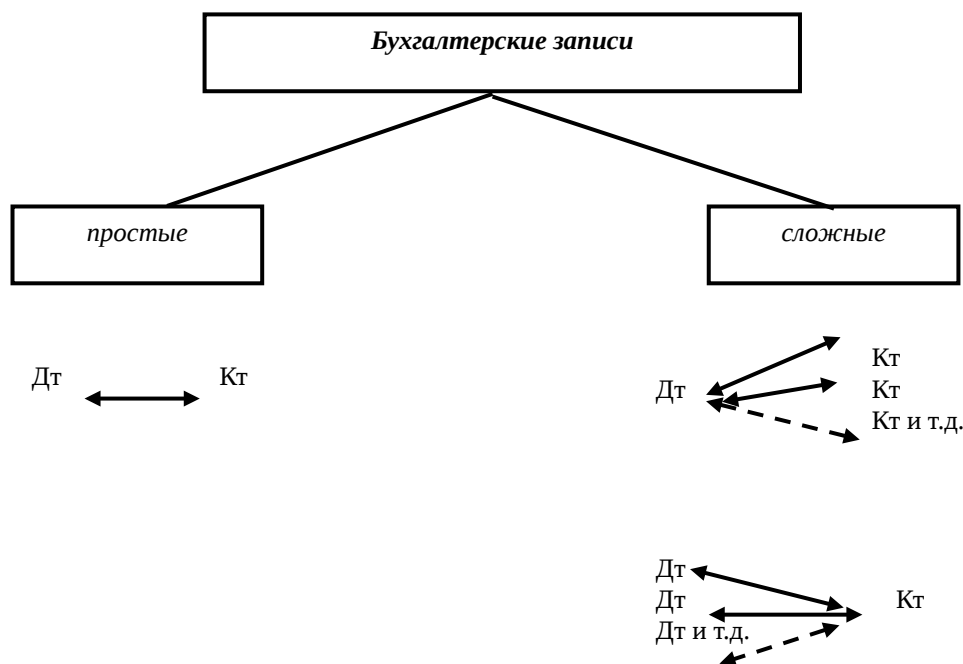 Бухгалтерские записи
простые
сложные
Дт
Кт
Дт
Кт
Кт
Кт и т.д.
Дт
Дт
Дт и т.д.
Кт